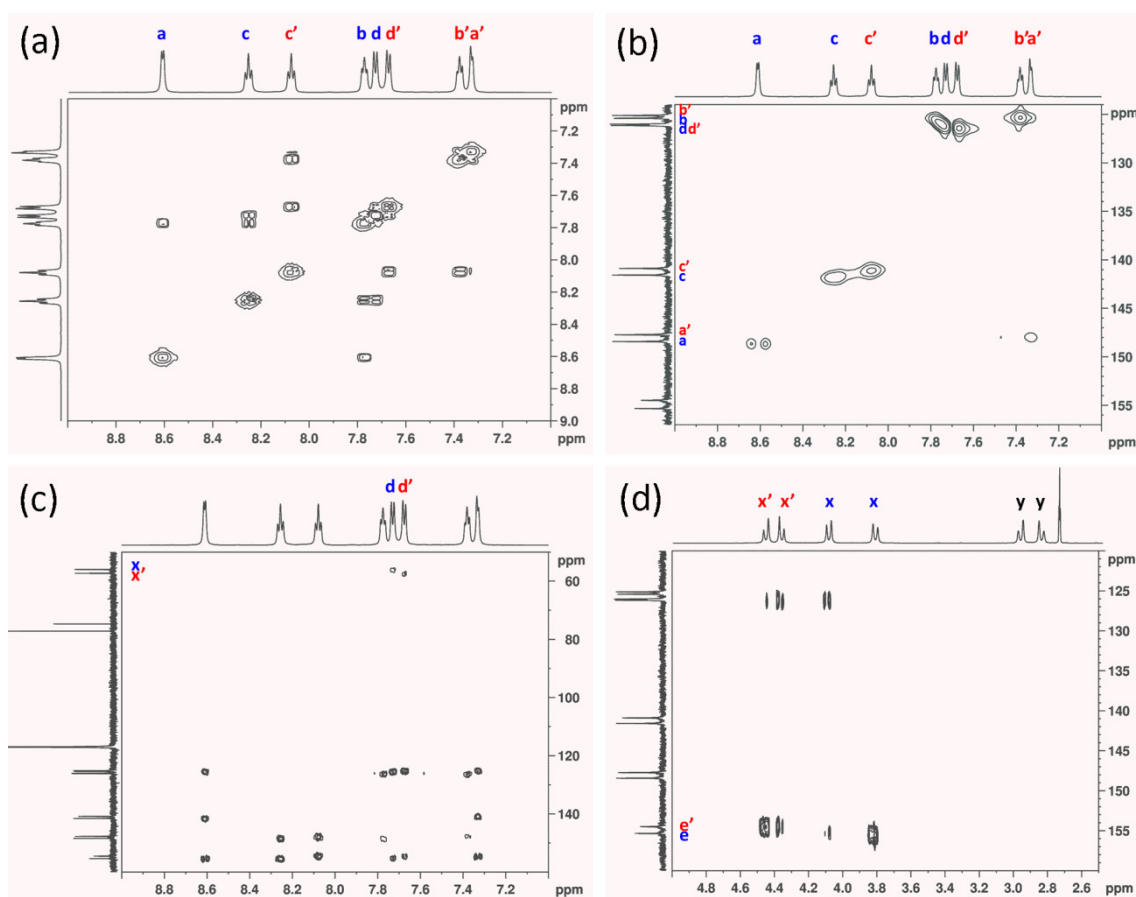 (a)
a c c’ b d d’ b’a’
ppm
7.2
7.4
7.6
7.8
8.0
8.2
8.4
8.6
8.8
9.0
8.8 8.6 8.4 8.2 8.0 7.8 7.6 7.4 7.2 ppm
(b)
a c c’ b d d’ b’a’
b’
b
d d’
c’
c
a’
a
ppm
130
135
140
145
150
155
8.8 8.6 8.4 8.2 8.0 7.8 7.6 7.4 7.2 ppm
(c)
d d’
x
x’
ppm
60
80
100
120
140
8.8 8.6 8.4 8.2 8.0 7.8 7.6 7.4 7.2 ppm
(d)
x’ x’ x x y y
e’
e
ppm
125
130
135
140
145
150
155
4.8 4.6 4.4 4.2 4.0 3.8 3.6 3.4 3.2 3.0 2.8 2.6 ppm